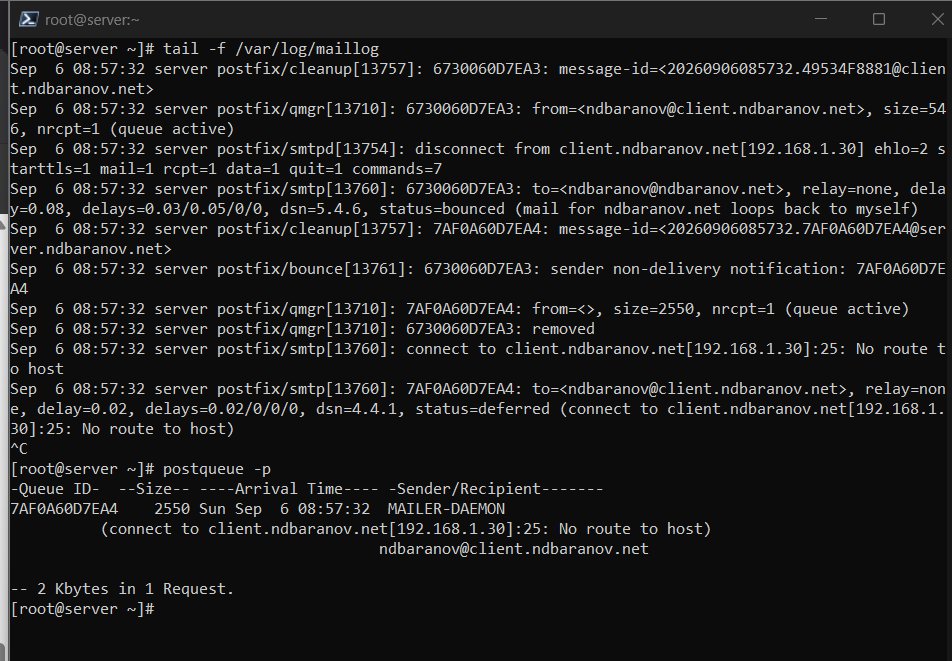 root@server:~
[root@server ~]# tail -f /var/log/maillog
Sep  6 08:57:32 server postfix/cleanup[13757]: 6730060D7EA3: message-id=<20260906085732.49534F8881@clien
t.ndbaranov.net>
Sep  6 08:57:32 server postfix/qmgr[13710]: 6730060D7EA3: from=<ndbaranov@client.ndbaranov.net>, size=54
6, nrcpt=1 (queue active)
Sep  6 08:57:32 server postfix/smtpd[13754]: disconnect from client.ndbaranov.net[192.168.1.30] ehlo=2 s
tarttls=1 mail=1 rcpt=1 data=1 quit=1 commands=7
Sep  6 08:57:32 server postfix/smtp[13760]: 6730060D7EA3: to=<ndbaranov@ndbaranov.net>, relay=none, dela
y=0.08, delays=0.03/0.05/0/0, dsn=5.4.6, status=bounced (mail for ndbaranov.net loops back to myself)
Sep  6 08:57:32 server postfix/cleanup[13757]: 7AF0A60D7EA4: message-id=<20260906085732.7AF0A60D7EA4@ser
ver.ndbaranov.net>
Sep  6 08:57:32 server postfix/bounce[13761]: 6730060D7EA3: sender non-delivery notification: 7AF0A60D7E
A4
Sep  6 08:57:32 server postfix/qmgr[13710]: 7AF0A60D7EA4: from=<>, size=2550, nrcpt=1 (queue active)
Sep  6 08:57:32 server postfix/qmgr[13710]: 6730060D7EA3: removed
Sep  6 08:57:32 server postfix/smtp[13760]: connect to client.ndbaranov.net[192.168.1.30]:25: No route t
o host
Sep  6 08:57:32 server postfix/smtp[13760]: 7AF0A60D7EA4: to=<ndbaranov@client.ndbaranov.net>, relay=non
e, delay=0.02, delays=0.02/0/0/0, dsn=4.4.1, status=deferred (connect to client.ndbaranov.net[192.168.1.
30]:25: No route to host)
^C
[root@server ~]# postqueue -p
-Queue ID-  --Size-- ----Arrival Time---- -Sender/Recipient-------
7AF0A60D7EA4    2550 Sun Sep  6 08:57:32  MAILER-DAEMON
(connect to client.ndbaranov.net[192.168.1.30]:25: No route to host)
ndbaranov@client.ndbaranov.net
-- 2 Kbytes in 1 Request.
[root@server ~]#